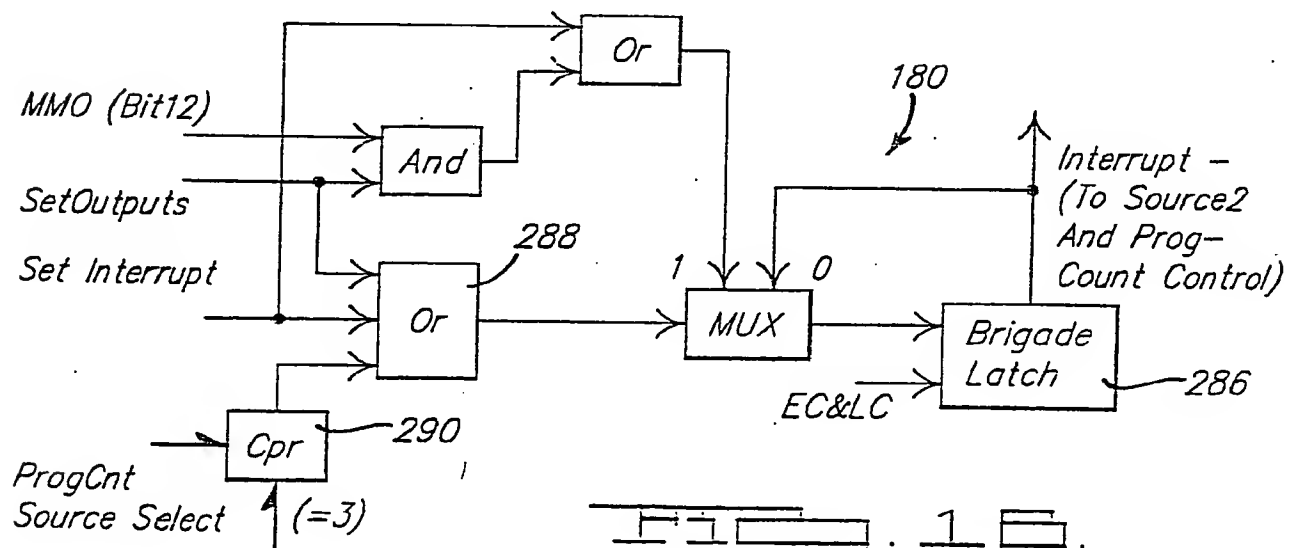 Or
180
MMO (Bit12)
And
Interrupt –
(To Source2
And Prog–
Count Control)
SetOutputs
288
Set Interrupt
1
0
Or
MUX
Brigade
Latch
286
EC&LC
Cpr
290
ProgCnt
Source Select
(=3)